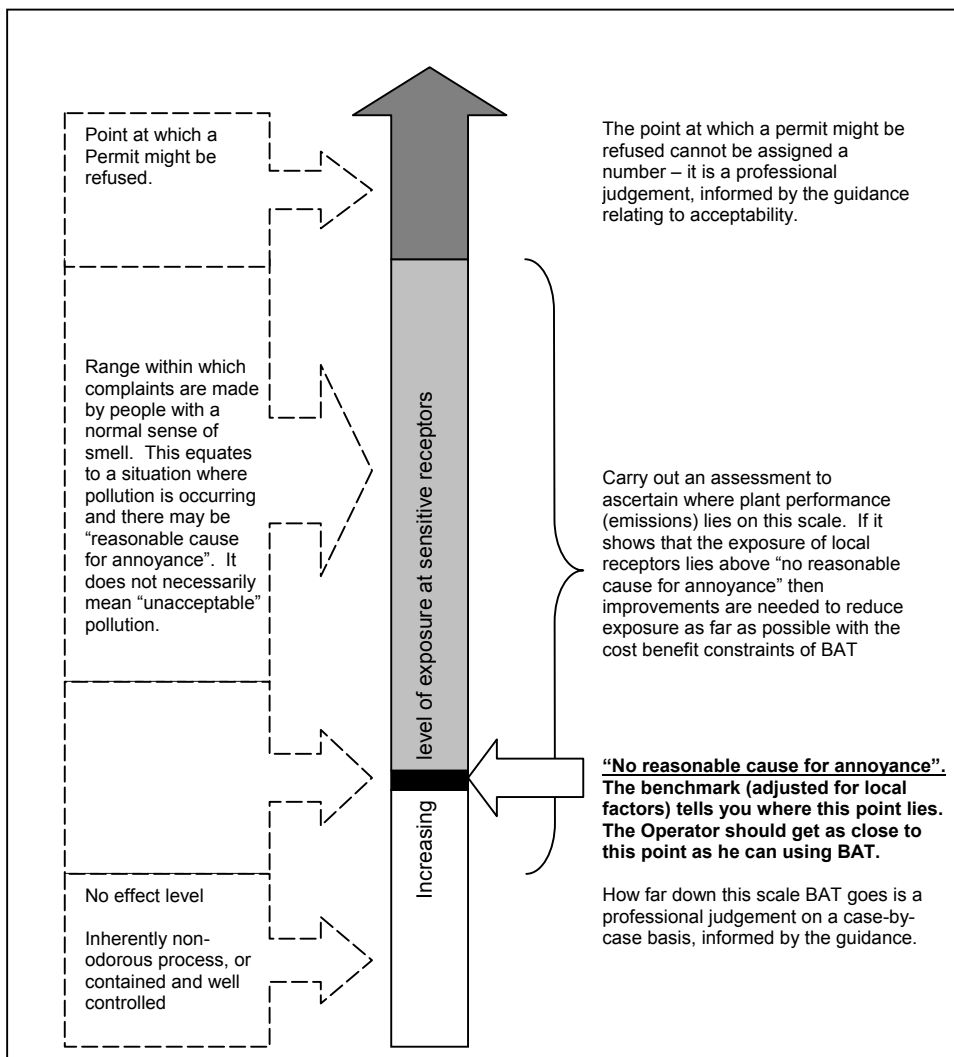 Point at which a
Permit might be
refused.
The point at which a permit might be
refused cannot be assigned a
number – it is a professional
judgement, informed by the guidance
relating to acceptability.
Range within which
complaints are made
by people with a
normal sense of
smell. This equates
to a situation where
pollution is occurring
and there may be
“reasonable cause
for annoyance”. It
does not necessarily
mean “unacceptable”
pollution.
Increasing level of exposure at sensitive receptors
Carry out an assessment to
ascertain where plant performance
(emissions) lies on this scale. If it
shows that the exposure of local
receptors lies above “no reasonable
cause for annoyance” then
improvements are needed to reduce
exposure as far as possible with the
cost benefit constraints of BAT
“No reasonable cause for annoyance”.
The benchmark (adjusted for local
factors) tells you where this point lies.
The Operator should get as close to
this point as he can using BAT.
No effect level
Inherently non-
odorous process, or
contained and well
controlled
How far down this scale BAT goes is a
professional judgement on a case-by-
case basis, informed by the guidance.